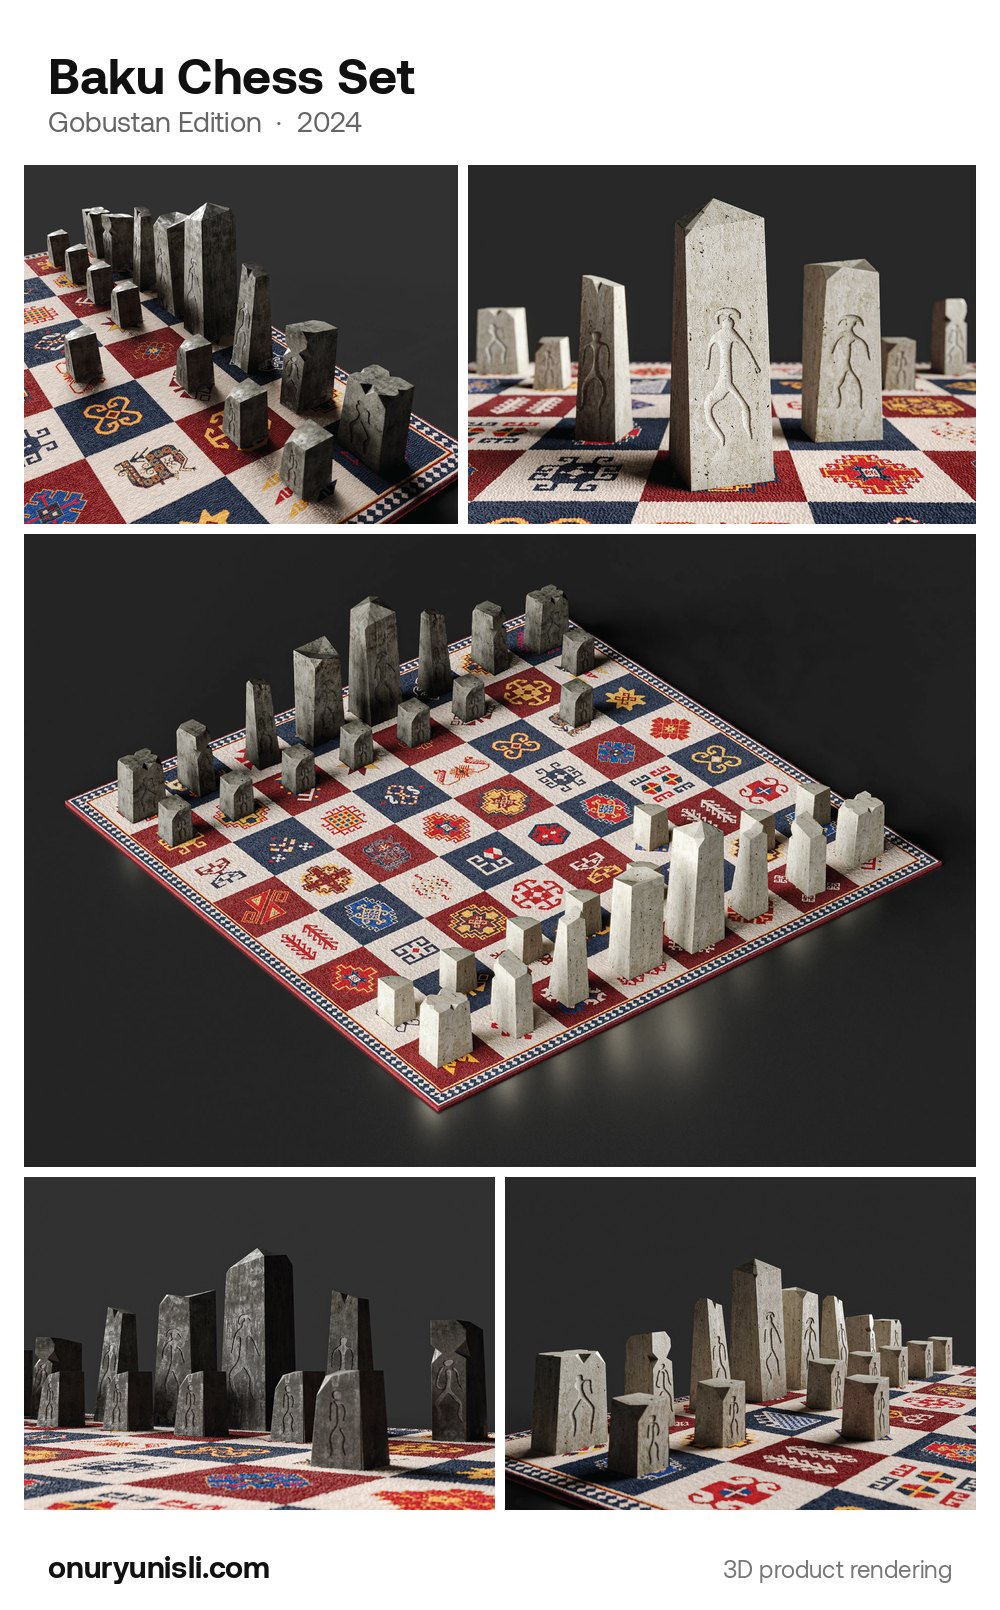 Baku Chess Set
Gobustan Edition · 2024
onuryunisli.com
3D product rendering